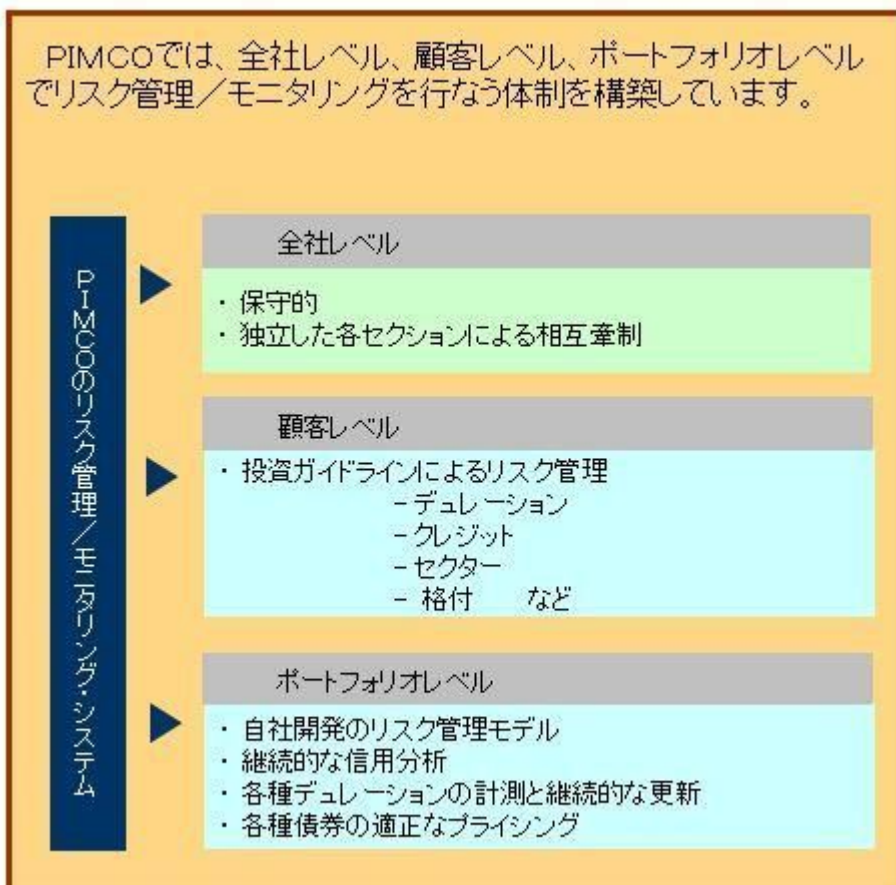 PIMCOでは、全社レベル、顧客レベル、ポートフォリオレベル
でリスク管理／モニタリングを行なう体制を構築しています。
PIMCOのリスク管理／モニタリング・システム
全社レベル
・保守的
・独立した各セクションによる相互牽制
顧客レベル
・投資ガイドラインによるリスク管理
－デュレーション
－クレジット
－セクター
－ 格付　　など
ポートフォリオレベル
・自社開発のリスク管理モデル
・継続的な信用分析
・各種デュレーションの計測と継続的な更新
・各種債券の適正なプライシング